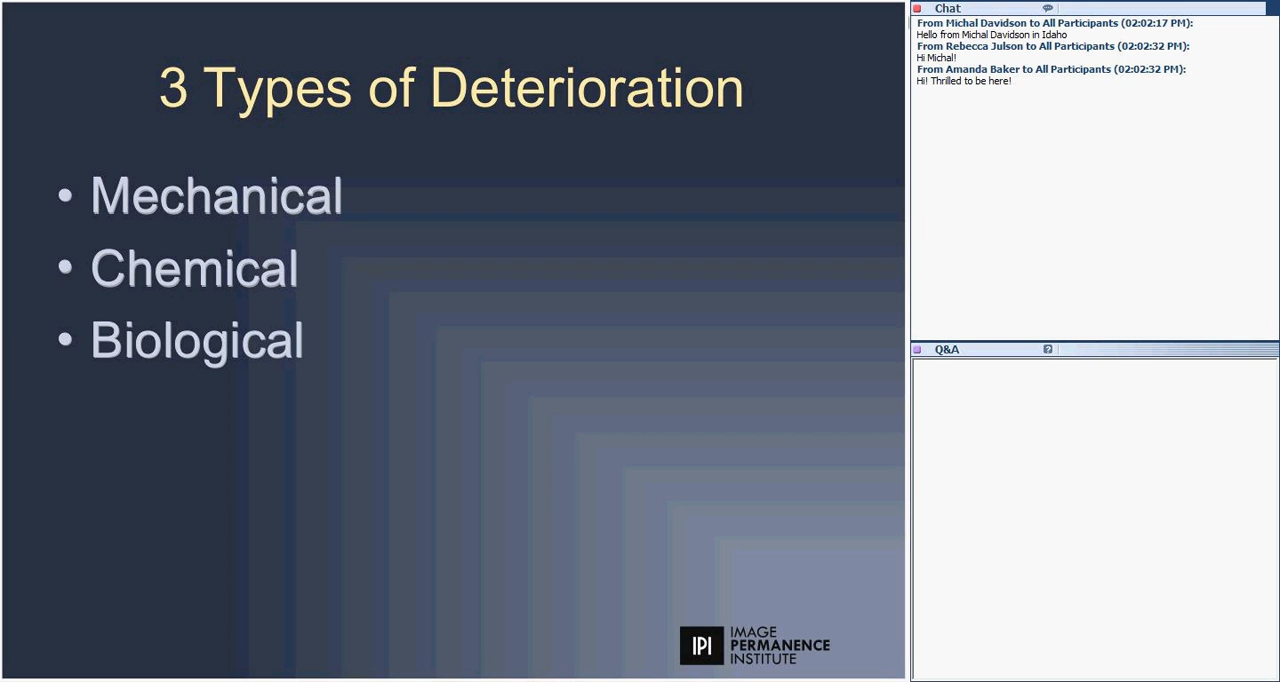 3 Types of Deterioration
• Mechanical
• Chemical
• Biological
IPI
IMAGE
PERMANENCE
INSTITUTE
Chat
From Michal Davidson to All Participants (02:02:17 PM):
Hello from Michal Davidson in Idaho
From Rebecca Julson to All Participants (02:02:32 PM):
Hi Michal!
From Amanda Baker to All Participants (02:02:32 PM):
Hi! Thrilled to be here!
Q&A
?